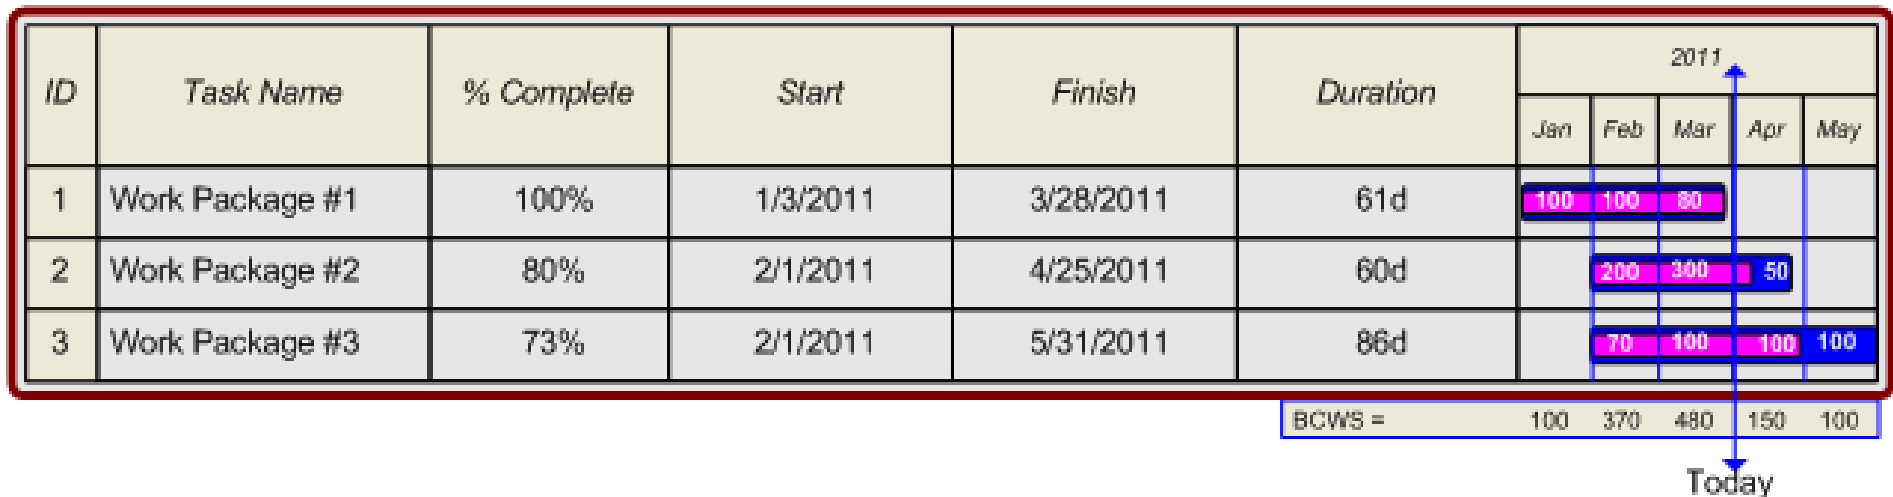 ID Task Name % Complete Start Finish Duration 2011
Jan Feb Mar Apr May
1 Work Package #1 100% 1/3/2011 3/28/2011 61d 100 100 80
2 Work Package #2 80% 2/1/2011 4/25/2011 60d 200 300 50
3 Work Package #3 73% 2/1/2011 5/31/2011 86d 70 100 100 100
BCWS = 100 370 480 150 100
Today